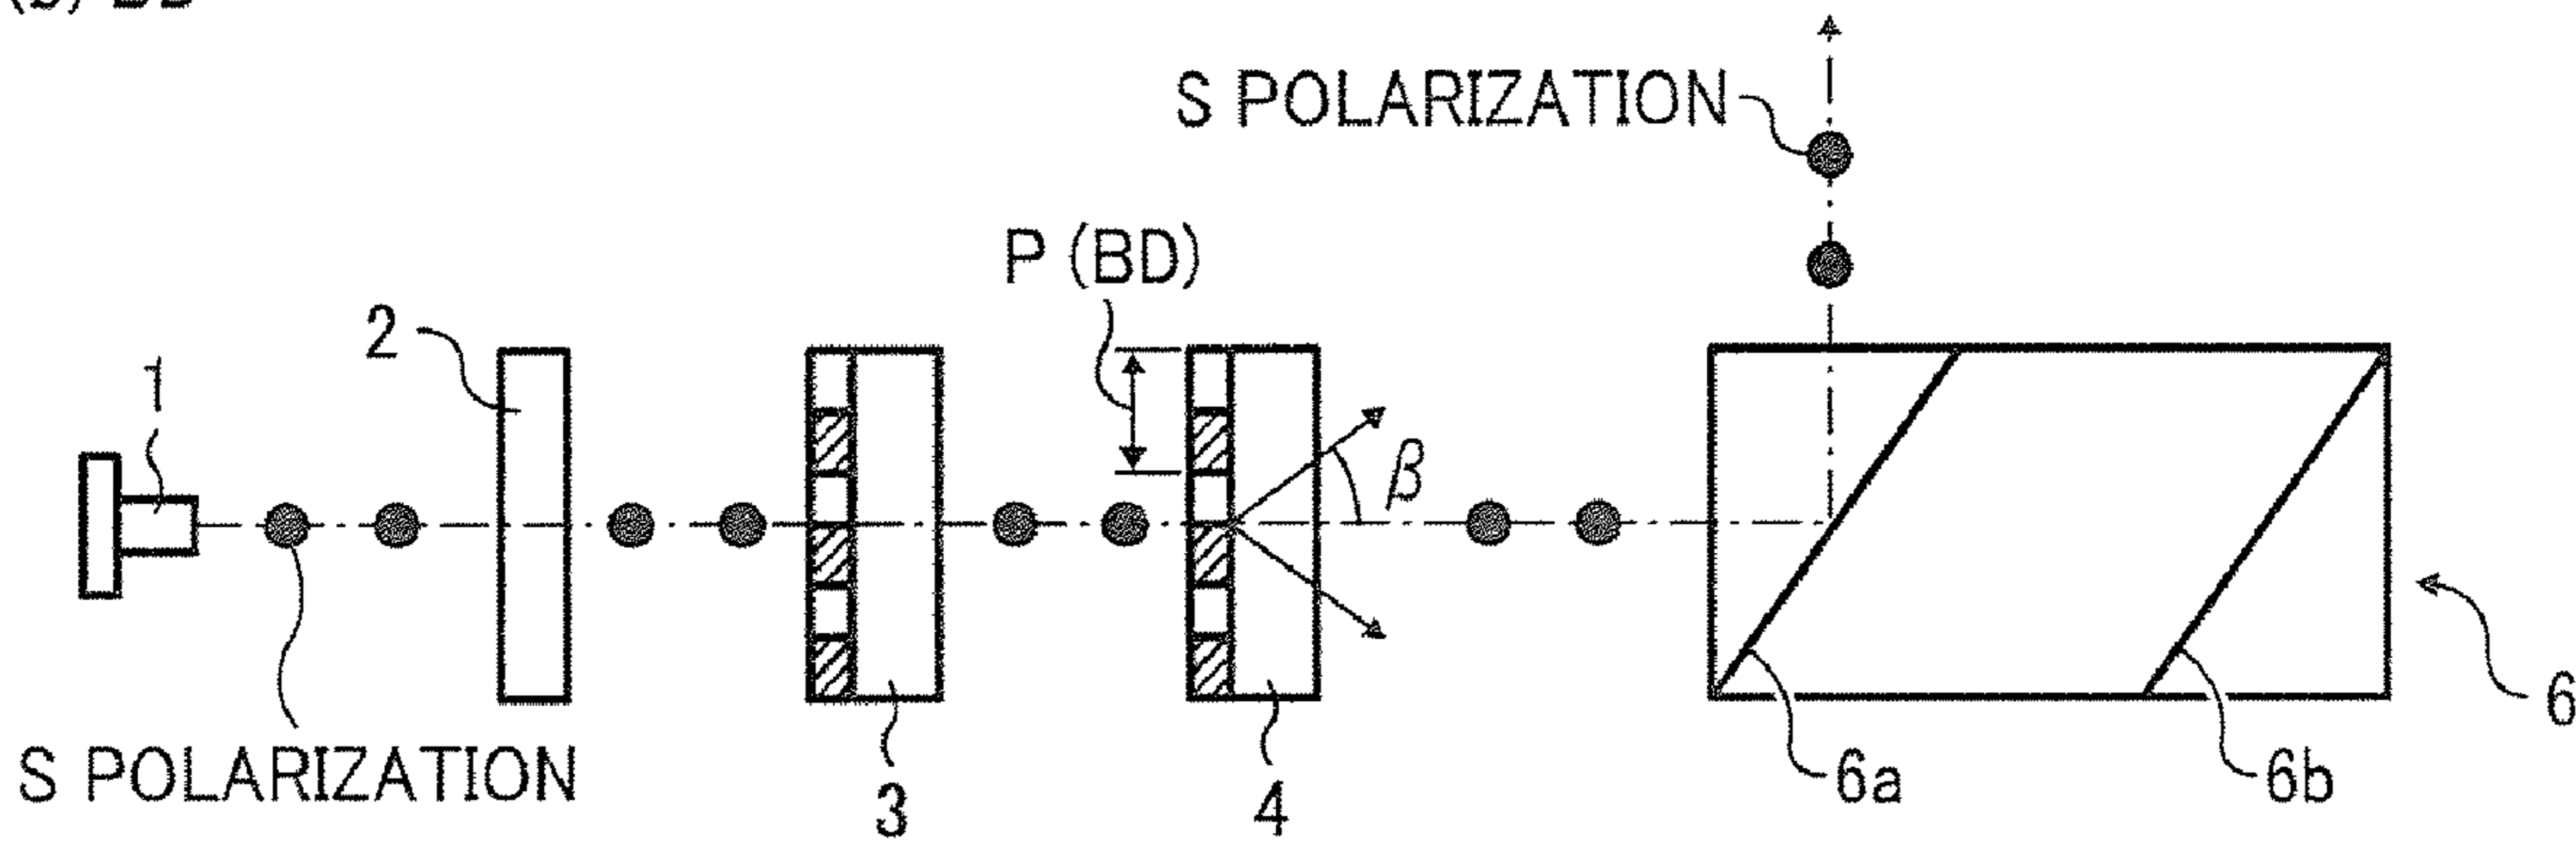 S POLARIZATION
P (BD)
2
1
β
S POLARIZATION
3
4
6a
6b
6